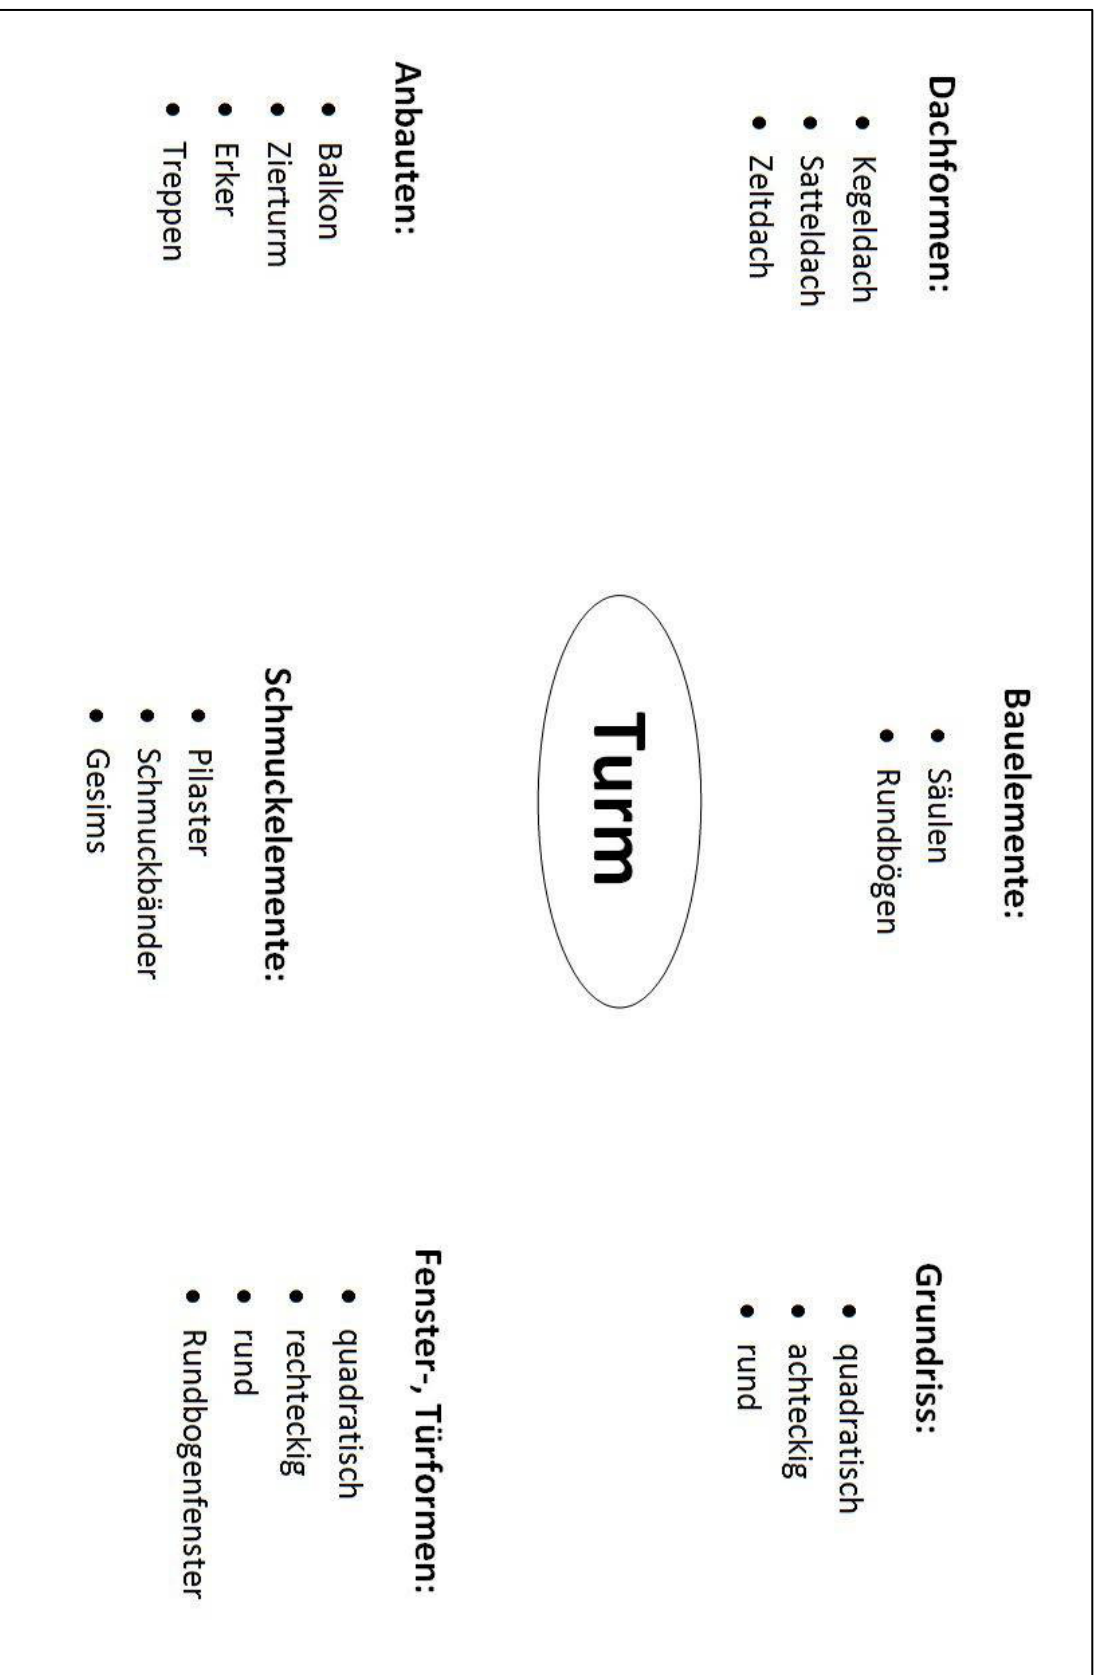 Dachformen:
• Kegeldach
• Satteldach
• Zeltdach
Bauelemente:
• Säulen
• Rundbögen
Grundriss:
• quadratisch
• achteckig
• rund
Turm
Anbauten:
• Balkon
• Zierturm
• Erker
• Treppen
Schmuckelemente:
• Pilaster
• Schmuckbänder
• Gesims
Fenster-, Türformen:
• quadratisch
• rechteckig
• rund
• Rundbogenfenster